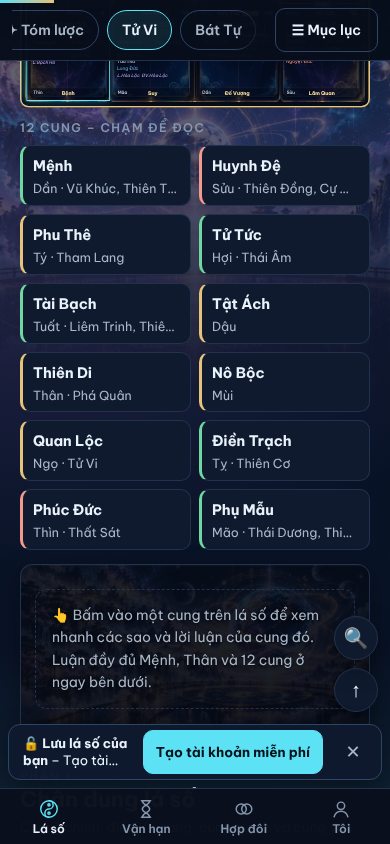 Tóm lược
Tử Vi
Bát Tự
☰ Mục lục
Long Đức
Thìn Bệnh
Mão Suy
Dần Đế Vượng
Sửu Lâm Quan
12 CUNG – CHẠM ĐỂ ĐỌC
Mệnh
Dần · Vũ Khúc, Thiên T…
Huynh Đệ
Sửu · Thiên Đồng, Cự …
Phu Thê
Tý · Tham Lang
Tử Tức
Hợi · Thái Âm
Tài Bạch
Tuất · Liêm Trinh, Thiê…
Tật Ách
Dậu
Thiên Di
Thân · Phá Quân
Nô Bộc
Mùi
Quan Lộc
Ngọ · Tử Vi
Điền Trạch
Tỵ · Thiên Cơ
Phúc Đức
Thìn · Thất Sát
Phụ Mẫu
Mão · Thái Dương, Thi…
👆 Bấm vào một cung trên lá số để xem
nhanh các sao và lời luận của cung đó.
Luận đầy đủ Mệnh, Thân và 12 cung ở
ngay bên dưới.
↑
🔓 Lưu lá số của
bạn – Tạo tài…
Tạo tài khoản miễn phí
✕
Chân dung lá số
Lá số
Vận hạn
Hợp đôi
Tôi